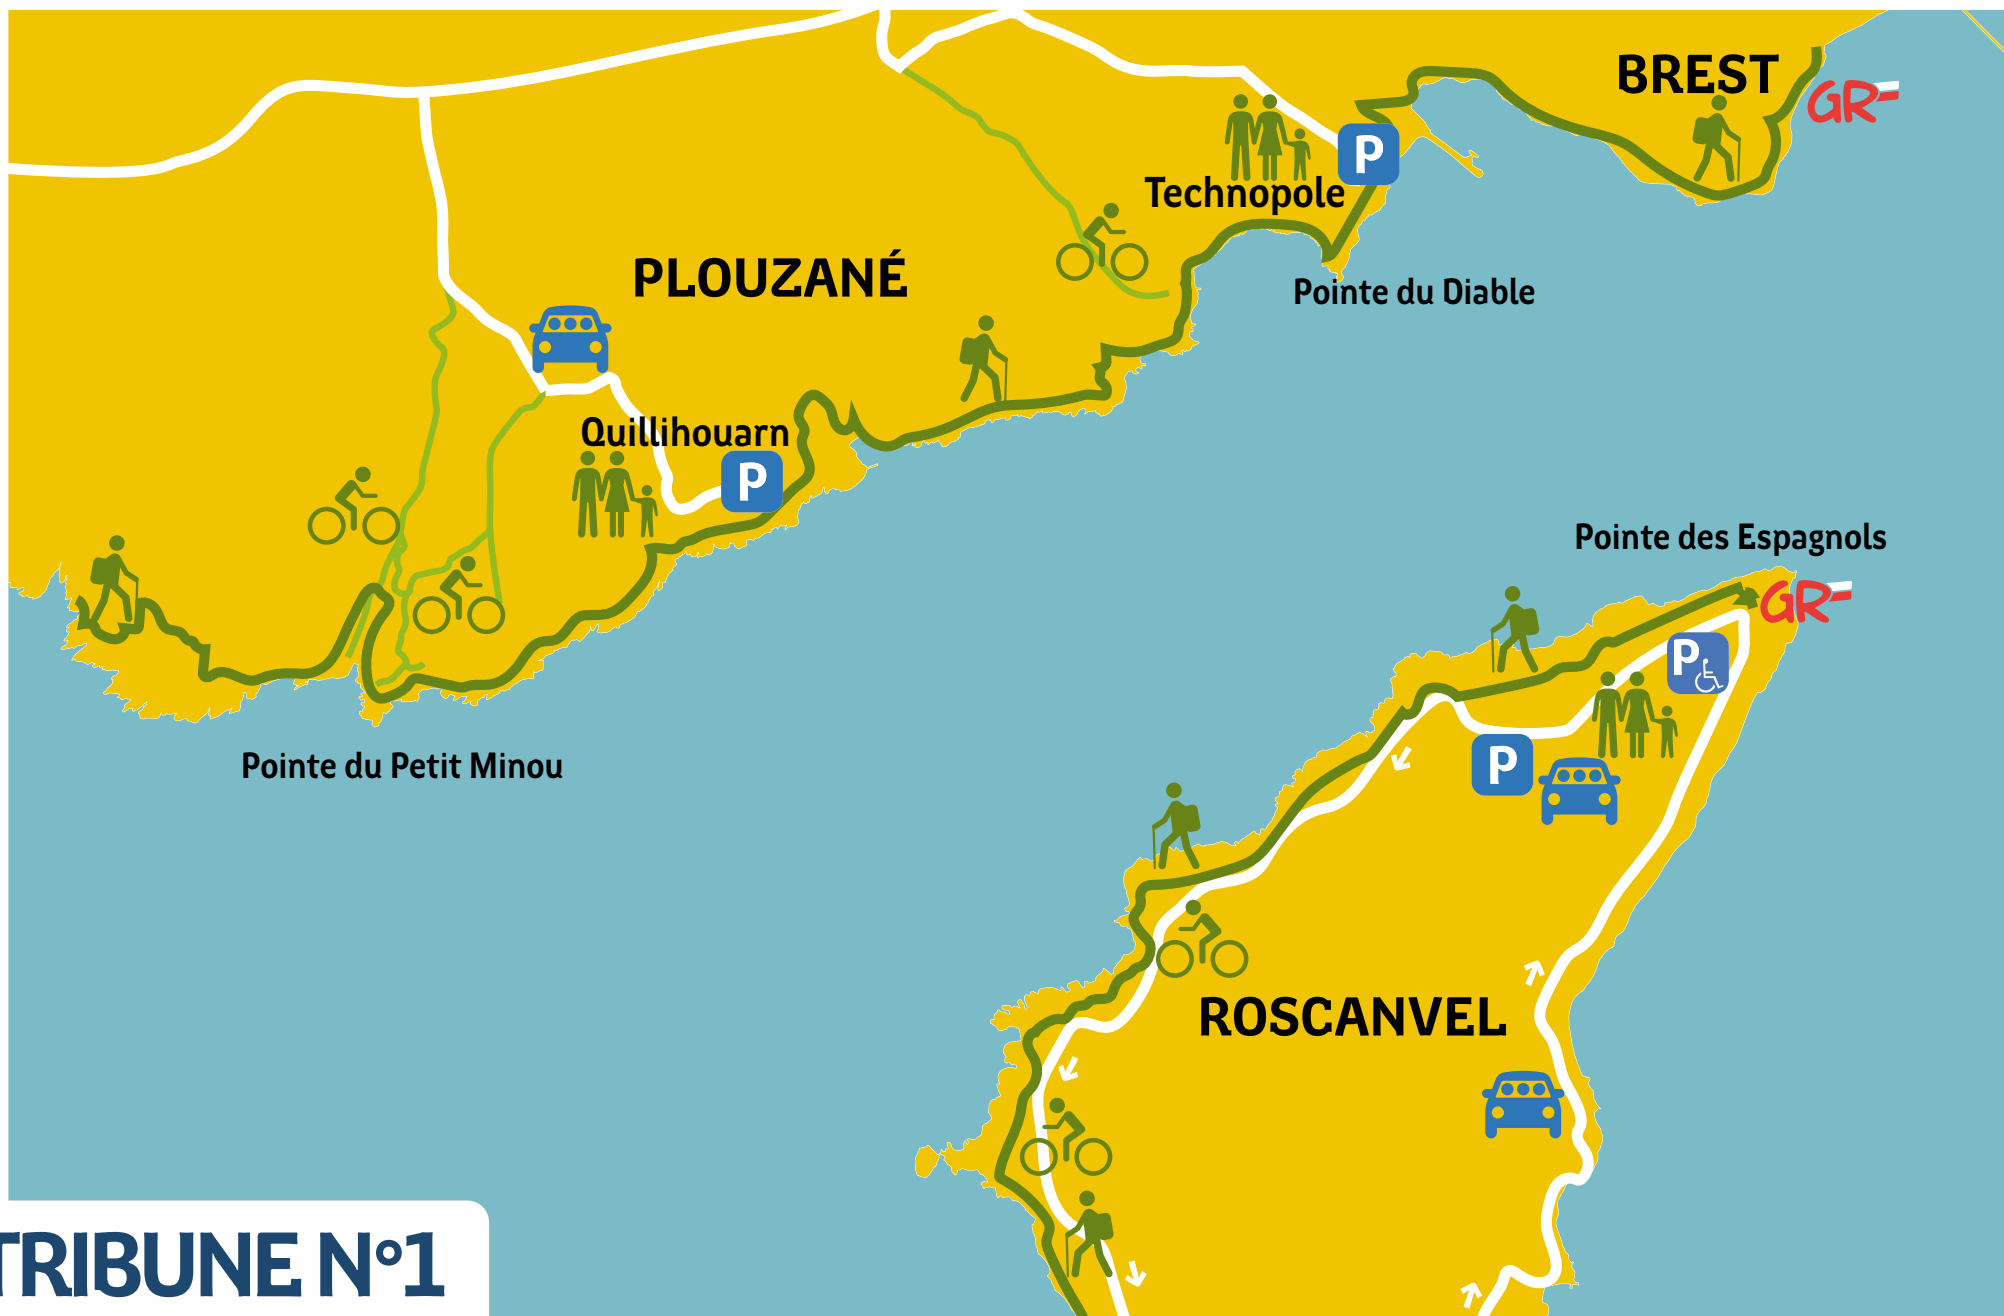 BREST
GR
Technopole
P
PLOUZANÉ
Pointe du Diable
Quillihouarn
P
Pointe des Espagnols
GR
P
Pointe du Petit Minou
P
ROSCANVEL
TRIBUNE N°1